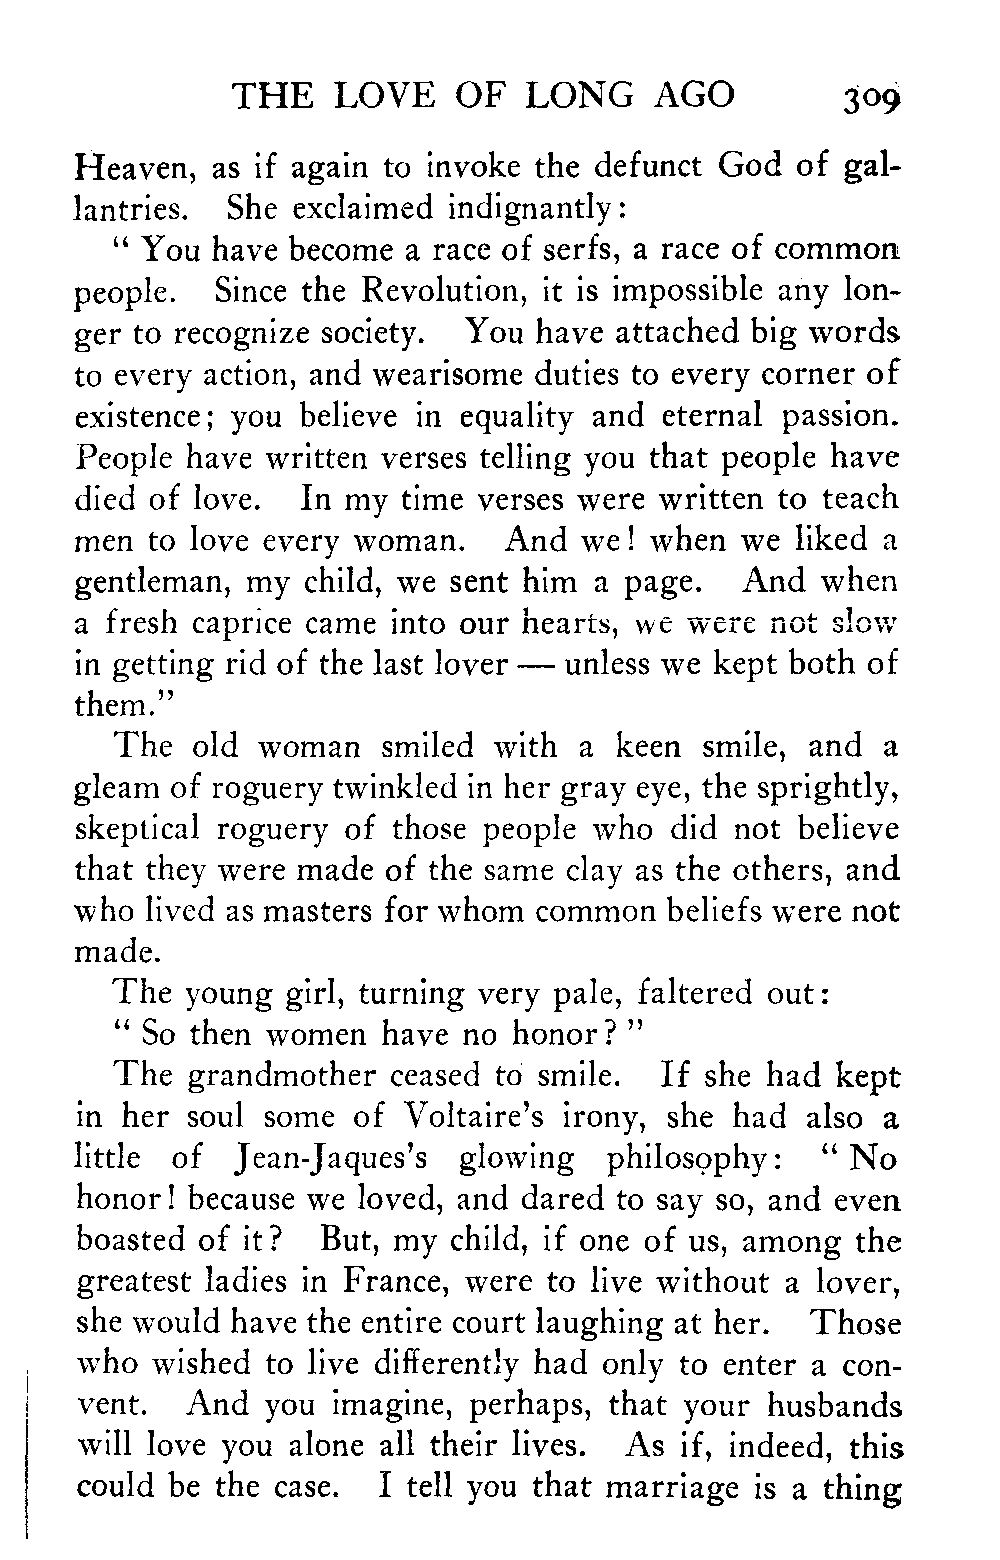 THE LOVE OF LONG AGO 309
Heaven, as if again to invoke the defunct God of gal-
lantries. She exclaimed indignantly:
“ You have become a race of serfs, a race of common
people. Since the Revolution, it is impossible any lon-
ger to recognize society. You have attached big words
to every action, and wearisome duties to every corner of
existence; you believe in equality and eternal passion.
People have written verses telling you that people have
died of love. In my time verses were written to teach
men to love every woman. And we! when we liked a
gentleman, my child, we sent him a page. And when
a fresh caprice came into our hearts, we were not slow
in getting rid of the last lover — unless we kept both of
them.”
The old woman smiled with a keen smile, and a
gleam of roguery twinkled in her gray eye, the sprightly,
skeptical roguery of those people who did not believe
that they were made of the same clay as the others, and
who lived as masters for whom common beliefs were not
made.
The young girl, turning very pale, faltered out:
“ So then women have no honor? ”
The grandmother ceased to smile. If she had kept
in her soul some of Voltaire’s irony, she had also a
little of Jean-Jaques’s glowing philosophy: “ No
honor! because we loved, and dared to say so, and even
boasted of it? But, my child, if one of us, among the
greatest ladies in France, were to live without a lover,
she would have the entire court laughing at her. Those
who wished to live differently had only to enter a con-
vent. And you imagine, perhaps, that your husbands
will love you alone all their lives. As if, indeed, this
could be the case. I tell you that marriage is a thing